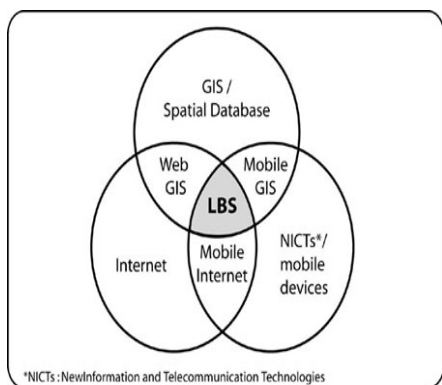 GIS /
Spatial Database
Web
GIS
Mobile
GIS
LBS
Internet
Mobile
Internet
NICTs*/
mobile
devices
*NICTs : NewInformation and Telecommunication Technologies